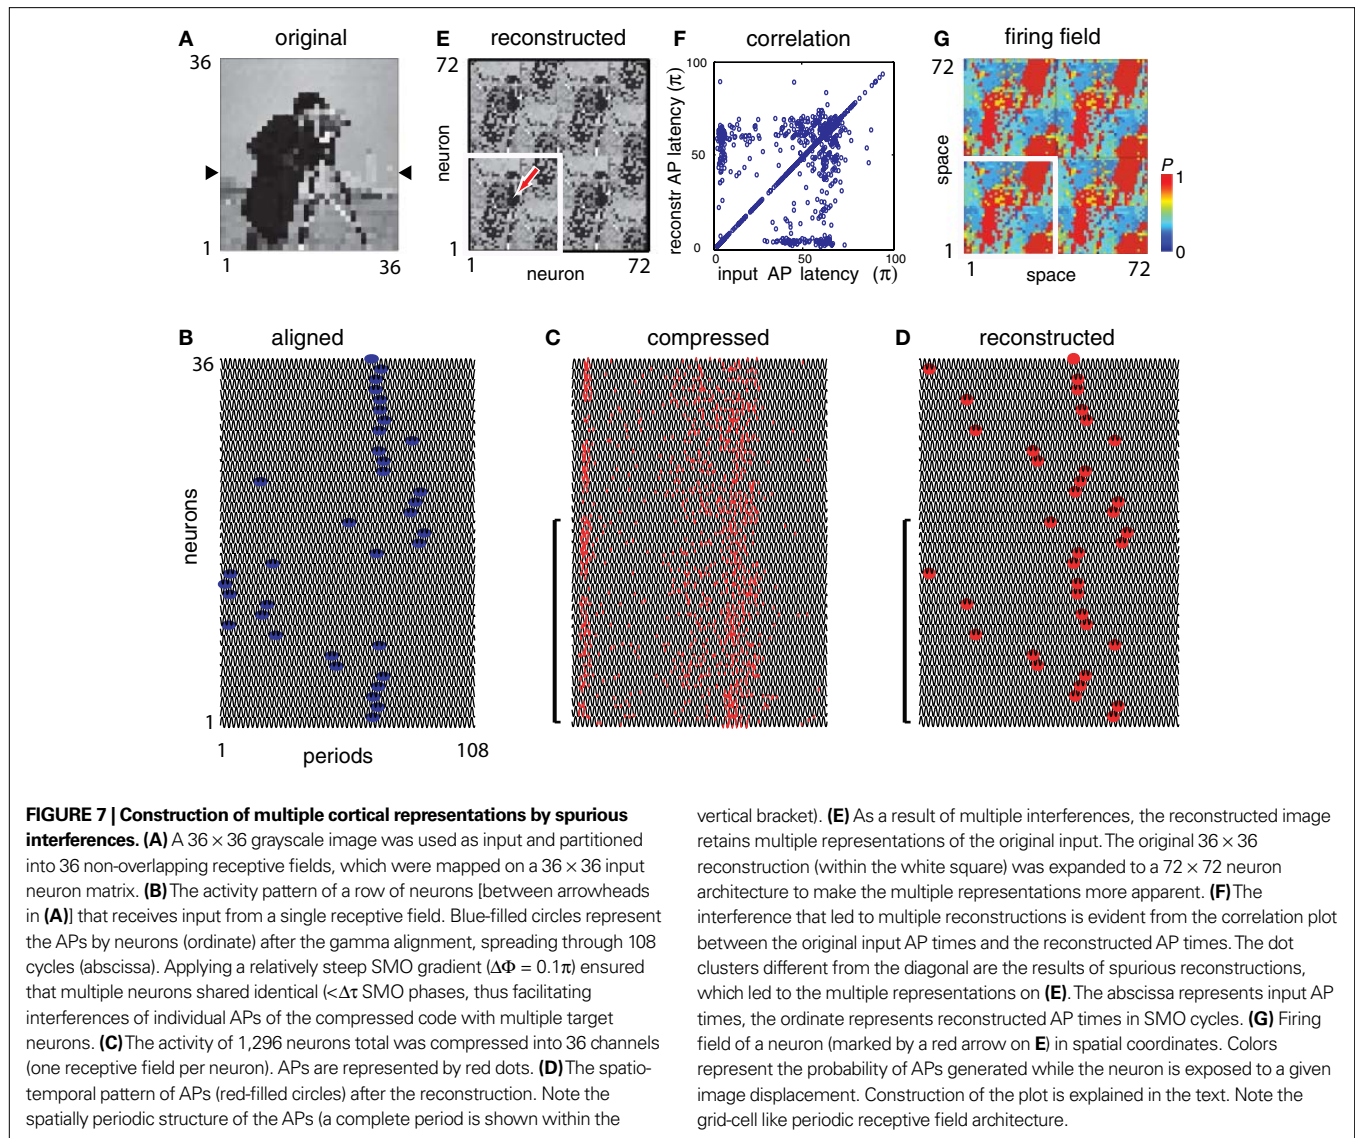 A original
36
1
1 36
E reconstructed
72
neuron
1
1 neuron 72
F correlation
100
reconstr AP latency (π)
50
0
0 50 100
input AP latency (π)
G firing field
72
space
1
1 space 72
P
1
0
B aligned
36
neurons
1
1 periods 108
C compressed
D reconstructed
FIGURE 7 | Construction of multiple cortical representations by spurious
interferences. (A) A 36 × 36 grayscale image was used as input and partitioned
into 36 non-overlapping receptive fields, which were mapped on a 36 × 36 input
neuron matrix. (B) The activity pattern of a row of neurons [between arrowheads
in (A)] that receives input from a single receptive field. Blue-filled circles represent
the APs by neurons (ordinate) after the gamma alignment, spreading through 108
cycles (abscissa). Applying a relatively steep SMO gradient (ΔΦ = 0.1π) ensured
that multiple neurons shared identical (<Δτ SMO phases, thus facilitating
interferences of individual APs of the compressed code with multiple target
neurons. (C) The activity of 1,296 neurons total was compressed into 36 channels
(one receptive field per neuron). APs are represented by red dots. (D) The spatio-
temporal pattern of APs (red-filled circles) after the reconstruction. Note the
spatially periodic structure of the APs (a complete period is shown within the
vertical bracket). (E) As a result of multiple interferences, the reconstructed image
retains multiple representations of the original input. The original 36 × 36
reconstruction (within the white square) was expanded to a 72 × 72 neuron
architecture to make the multiple representations more apparent. (F) The
interference that led to multiple reconstructions is evident from the correlation plot
between the original input AP times and the reconstructed AP times. The dot
clusters different from the diagonal are the results of spurious reconstructions,
which led to the multiple representations on (E). The abscissa represents input AP
times, the ordinate represents reconstructed AP times in SMO cycles. (G) Firing
field of a neuron (marked by a red arrow on E) in spatial coordinates. Colors
represent the probability of APs generated while the neuron is exposed to a given
image displacement. Construction of the plot is explained in the text. Note the
grid-cell like periodic receptive field architecture.